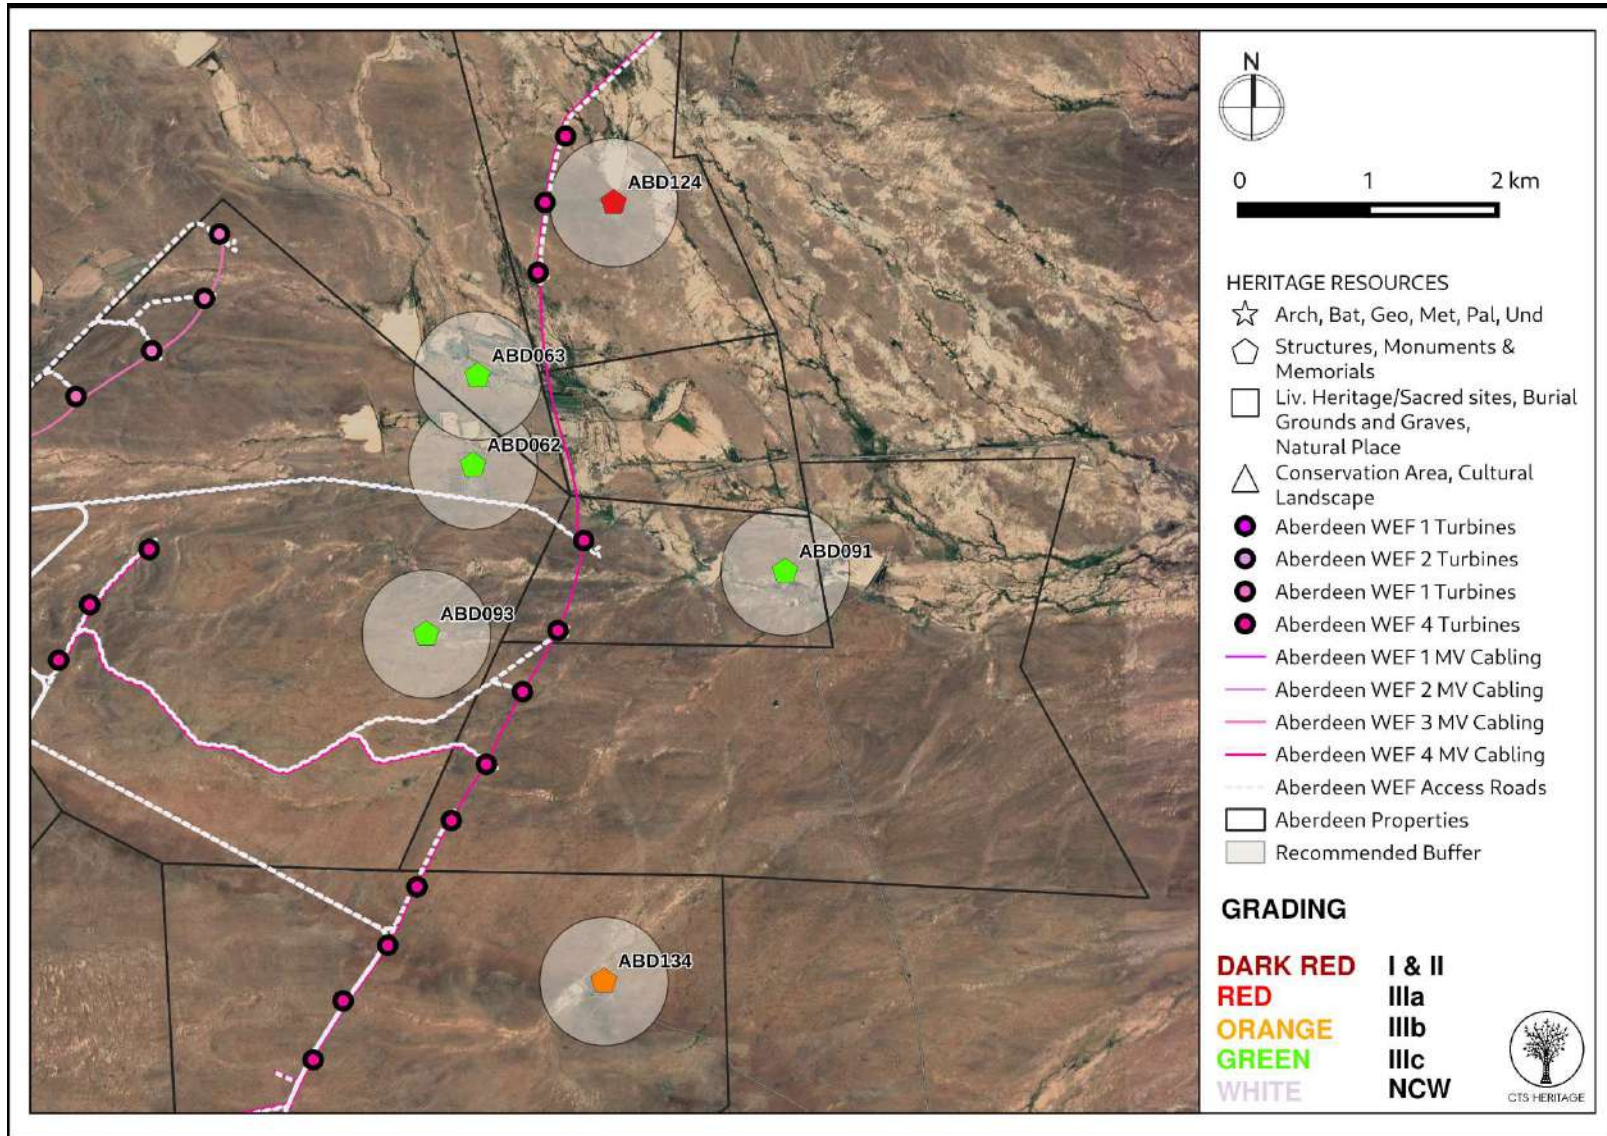 ABD124
ABD063
ABD062
ABD091
ABD093
ABD134
N
0 1 2 km
HERITAGE RESOURCES
Arch, Bat, Geo, Met, Pal, Und
Structures, Monuments &
Memorials
Liv. Heritage/Sacred sites, Burial
Grounds and Graves,
Natural Place
Conservation Area, Cultural
Landscape
Aberdeen WEF 1 Turbines
Aberdeen WEF 2 Turbines
Aberdeen WEF 1 Turbines
Aberdeen WEF 4 Turbines
Aberdeen WEF 1 MV Cabling
Aberdeen WEF 2 MV Cabling
Aberdeen WEF 3 MV Cabling
Aberdeen WEF 4 MV Cabling
Aberdeen WEF Access Roads
Aberdeen Properties
Recommended Buffer
GRADING
DARK RED I & II
RED IIIa
ORANGE IIIb
GREEN IIIc
WHITE NCW
CTS HERITAGE